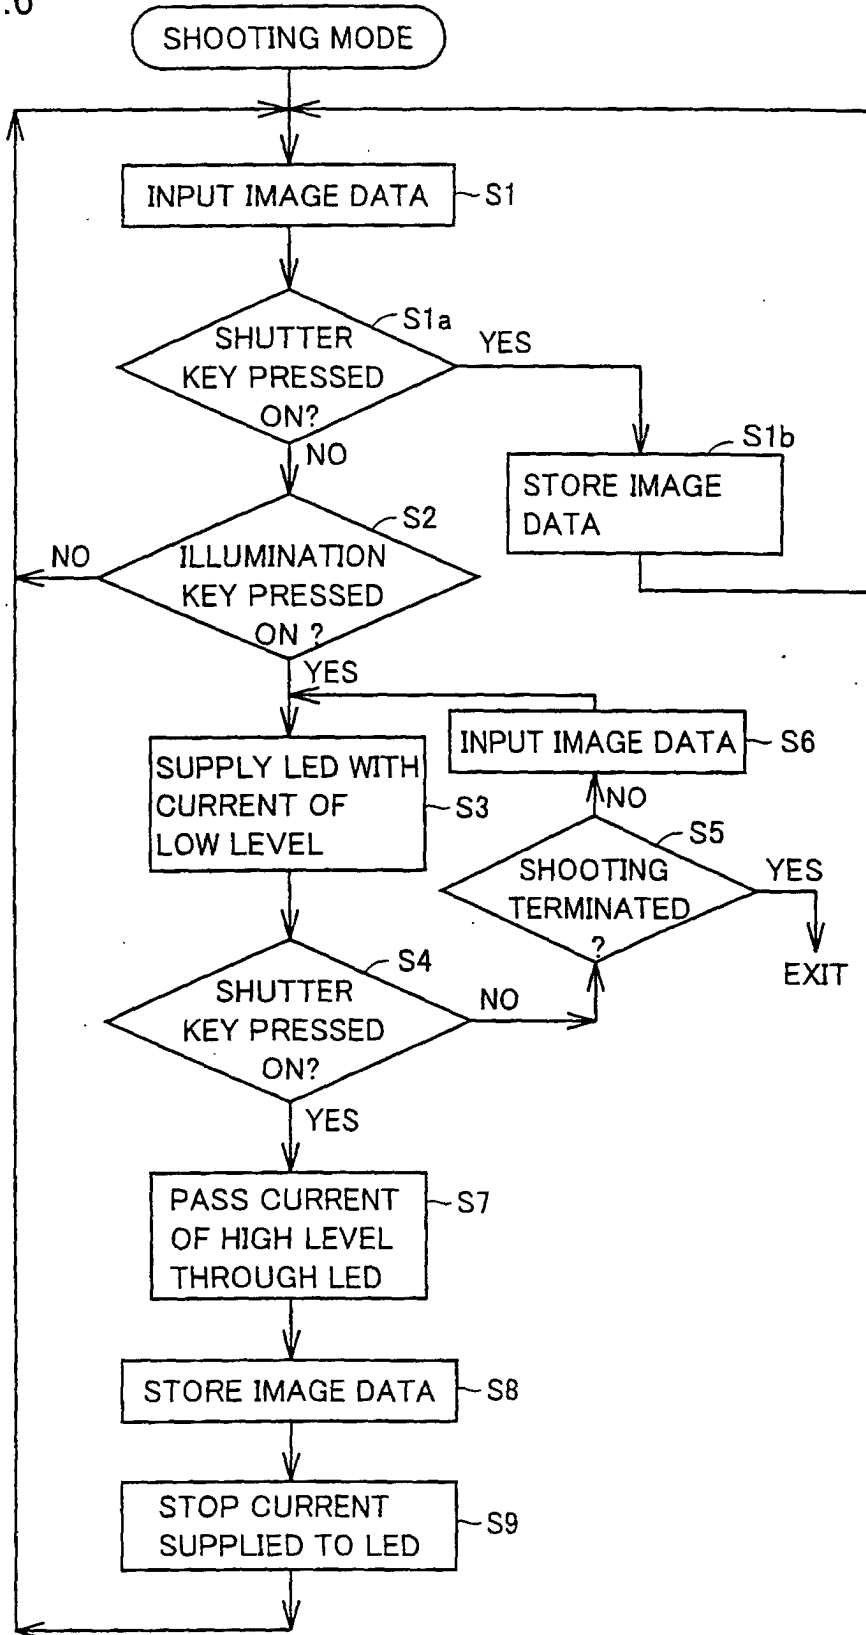 .6
SHOOTING MODE
INPUT IMAGE DATA
S1
SHUTTER
KEY PRESSED
ON?
S1a
YES
NO
STORE IMAGE
DATA
S1b
ILLUMINATION
KEY PRESSED
ON ?
S2
NO
YES
SUPPLY LED WITH
CURRENT OF
LOW LEVEL
S3
INPUT IMAGE DATA
S6
NO
SHOOTING
TERMINATED
?
S5
YES
EXIT
SHUTTER
KEY PRESSED
ON?
S4
NO
YES
PASS CURRENT
OF HIGH LEVEL
THROUGH LED
S7
STORE IMAGE DATA
S8
STOP CURRENT
SUPPLIED TO LED
S9